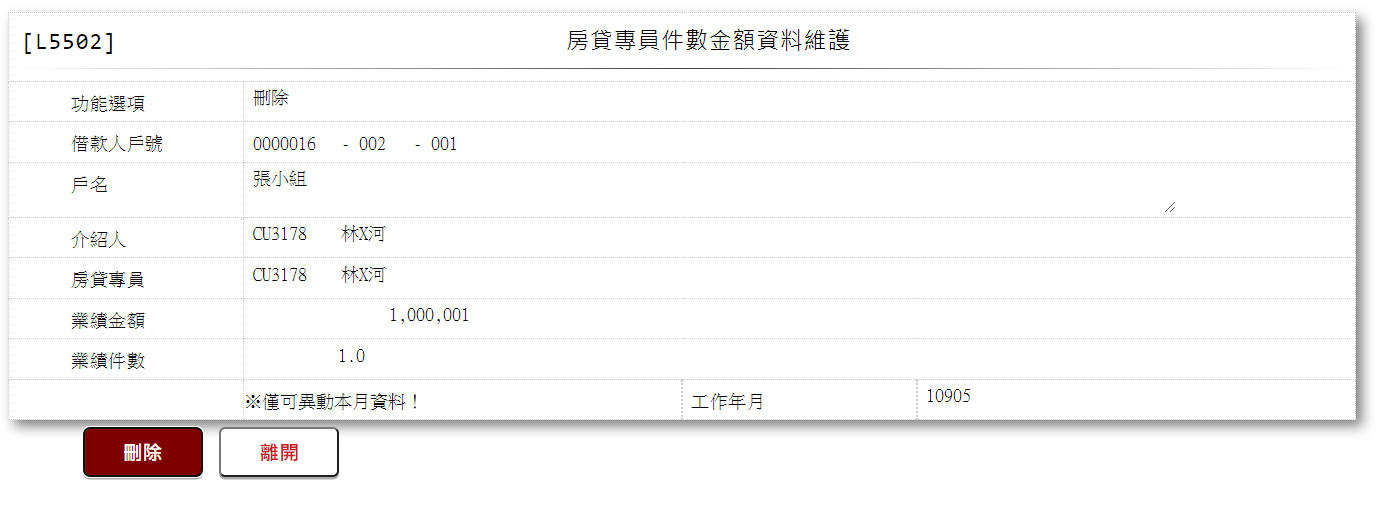 [L5502] 房貸專員件數金額資料維護
功能選項 刪除
借款人戶號 0000016 - 002 - 001
戶名 張小組
介紹人 CU3178 林X河
房貸專員 CU3178 林X河
業績金額 1,000,001
業績件數 1.0
※僅可異動本月資料！ 工作年月 10905
刪除 離開